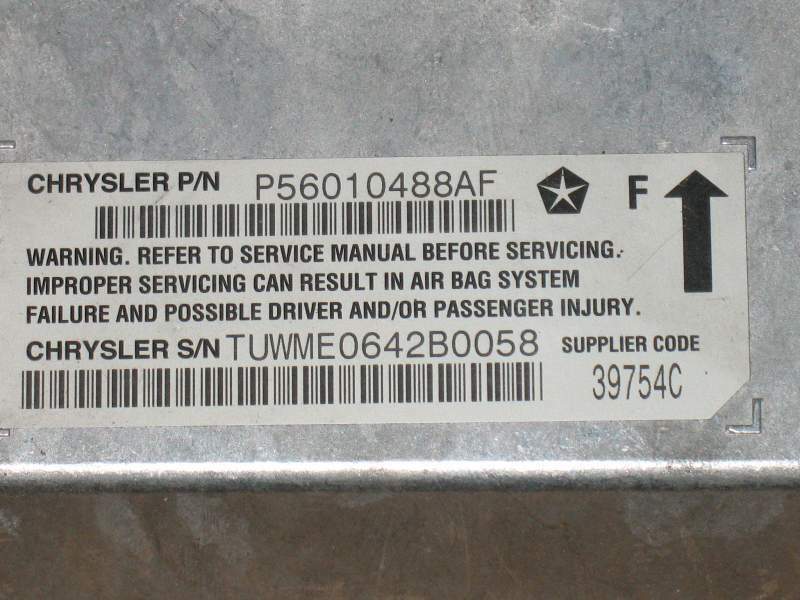 CHRYSLER P/N P56010488AF F
WARNING. REFER TO SERVICE MANUAL BEFORE SERVICING.
IMPROPER SERVICING CAN RESULT IN AIR BAG SYSTEM
FAILURE AND POSSIBLE DRIVER AND/OR PASSENGER INJURY.
CHRYSLER S/N TUWME0642B0058 SUPPLIER CODE
39754C